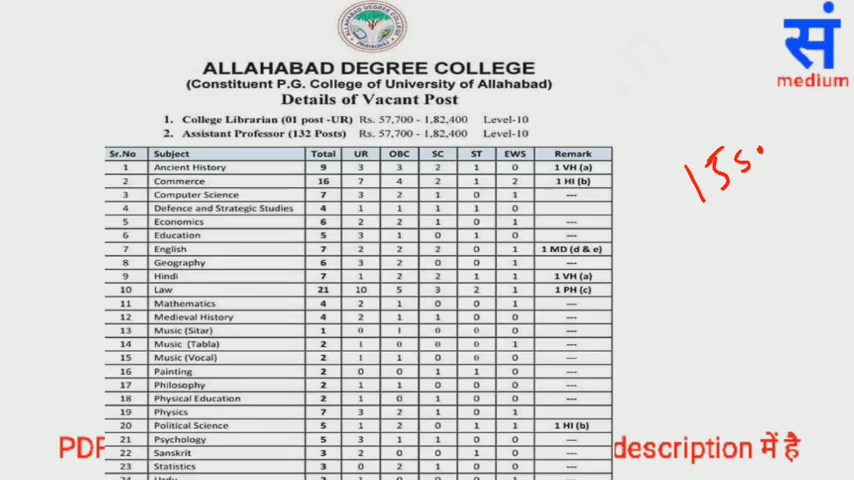 ALLAHABAD DEGREE COLLEGE PRAYAGRAJ
सं
medium
ALLAHABAD DEGREE COLLEGE
(Constituent P.G. College of University of Allahabad)
Details of Vacant Post
1. College Librarian (01 post -UR) Rs. 57,700 - 1,82,400 Level-10
2. Assistant Professor (132 Posts) Rs. 57,700 - 1,82,400 Level-10
Sr.No Subject Total UR OBC SC ST EWS Remark
1 Ancient History 9 3 3 2 1 0 1 VH (a)
2 Commerce 16 7 4 2 1 2 1 HI (b)
3 Computer Science 7 3 2 1 0 1 ---
4 Defence and Strategic Studies 4 1 1 1 1 0
5 Economics 6 2 2 1 0 1 ---
6 Education 5 3 1 0 1 0 ---
7 English 7 2 2 2 0 1 1 MD (d & e)
8 Geography 6 3 2 0 0 1 ---
9 Hindi 7 1 2 2 1 1 1 VH (a)
10 Law 21 10 5 3 2 1 1 PH (c)
11 Mathematics 4 2 1 0 0 1 ---
12 Medieval History 4 2 1 1 0 0 ---
13 Music (Sitar) 1 0 1 0 0 0 ---
14 Music (Tabla) 2 1 0 0 0 1 ---
15 Music (Vocal) 2 1 1 0 0 0 ---
16 Painting 2 0 0 1 1 0 ---
17 Philosophy 2 1 1 0 0 0 ---
18 Physical Education 2 1 0 1 0 0 ---
19 Physics 7 3 2 1 0 1
20 Political Science 5 1 2 0 1 1 1 HI (b)
21 Psychology 5 3 1 1 0 0 ---
22 Sanskrit 3 2 0 0 1 0 ---
23 Statistics 3 0 2 1 0 0 ---
24 Urdu 2 1 0 0 0 1 ---
PDF description में है